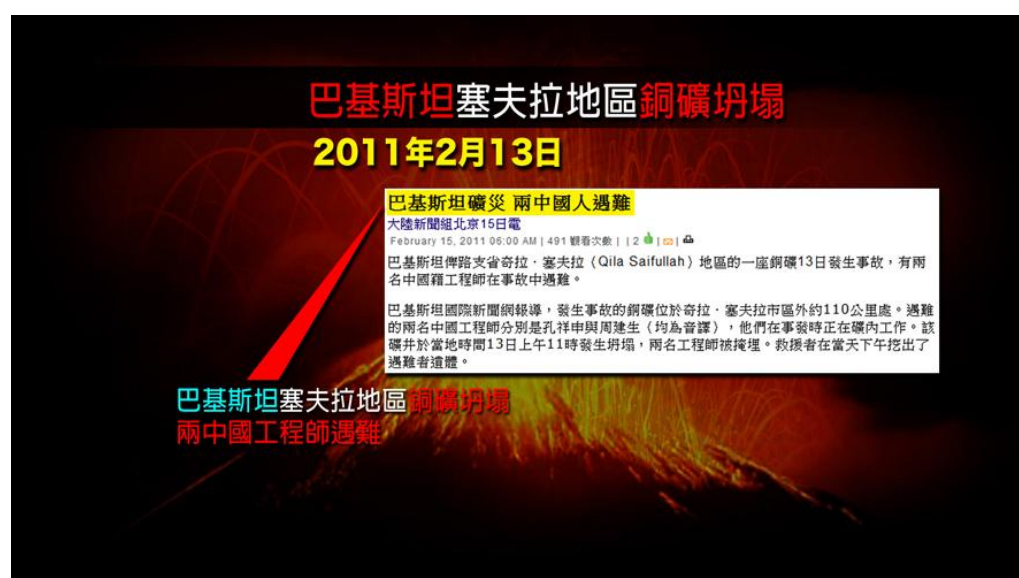 巴基斯坦塞夫拉地區銅礦坍塌
2011年2月13日
巴基斯坦礦災 兩中國人遇難
大陸新聞組北京15日電
February 15, 2011 06:00 AM | 491 觀看次數 | | 2 | |
巴基斯坦俾路支省奇拉．塞夫拉（Qila Saifullah）地區的一座銅礦13日發生事故，有兩
名中國籍工程師在事故中遇難。
巴基斯坦國際新聞網報導，發生事故的銅礦位於奇拉．塞夫拉市區外約110公里處。遇難
的兩名中國工程師分別是孔祥申與周建生（均為音譯），他們在事發時正在礦內工作。該
礦井於當地時間13日上午11時發生坍塌，兩名工程師被掩埋。救援者在當天下午挖出了
遇難者遺體。
巴基斯坦塞夫拉地區銅礦坍塌
兩中國工程師遇難